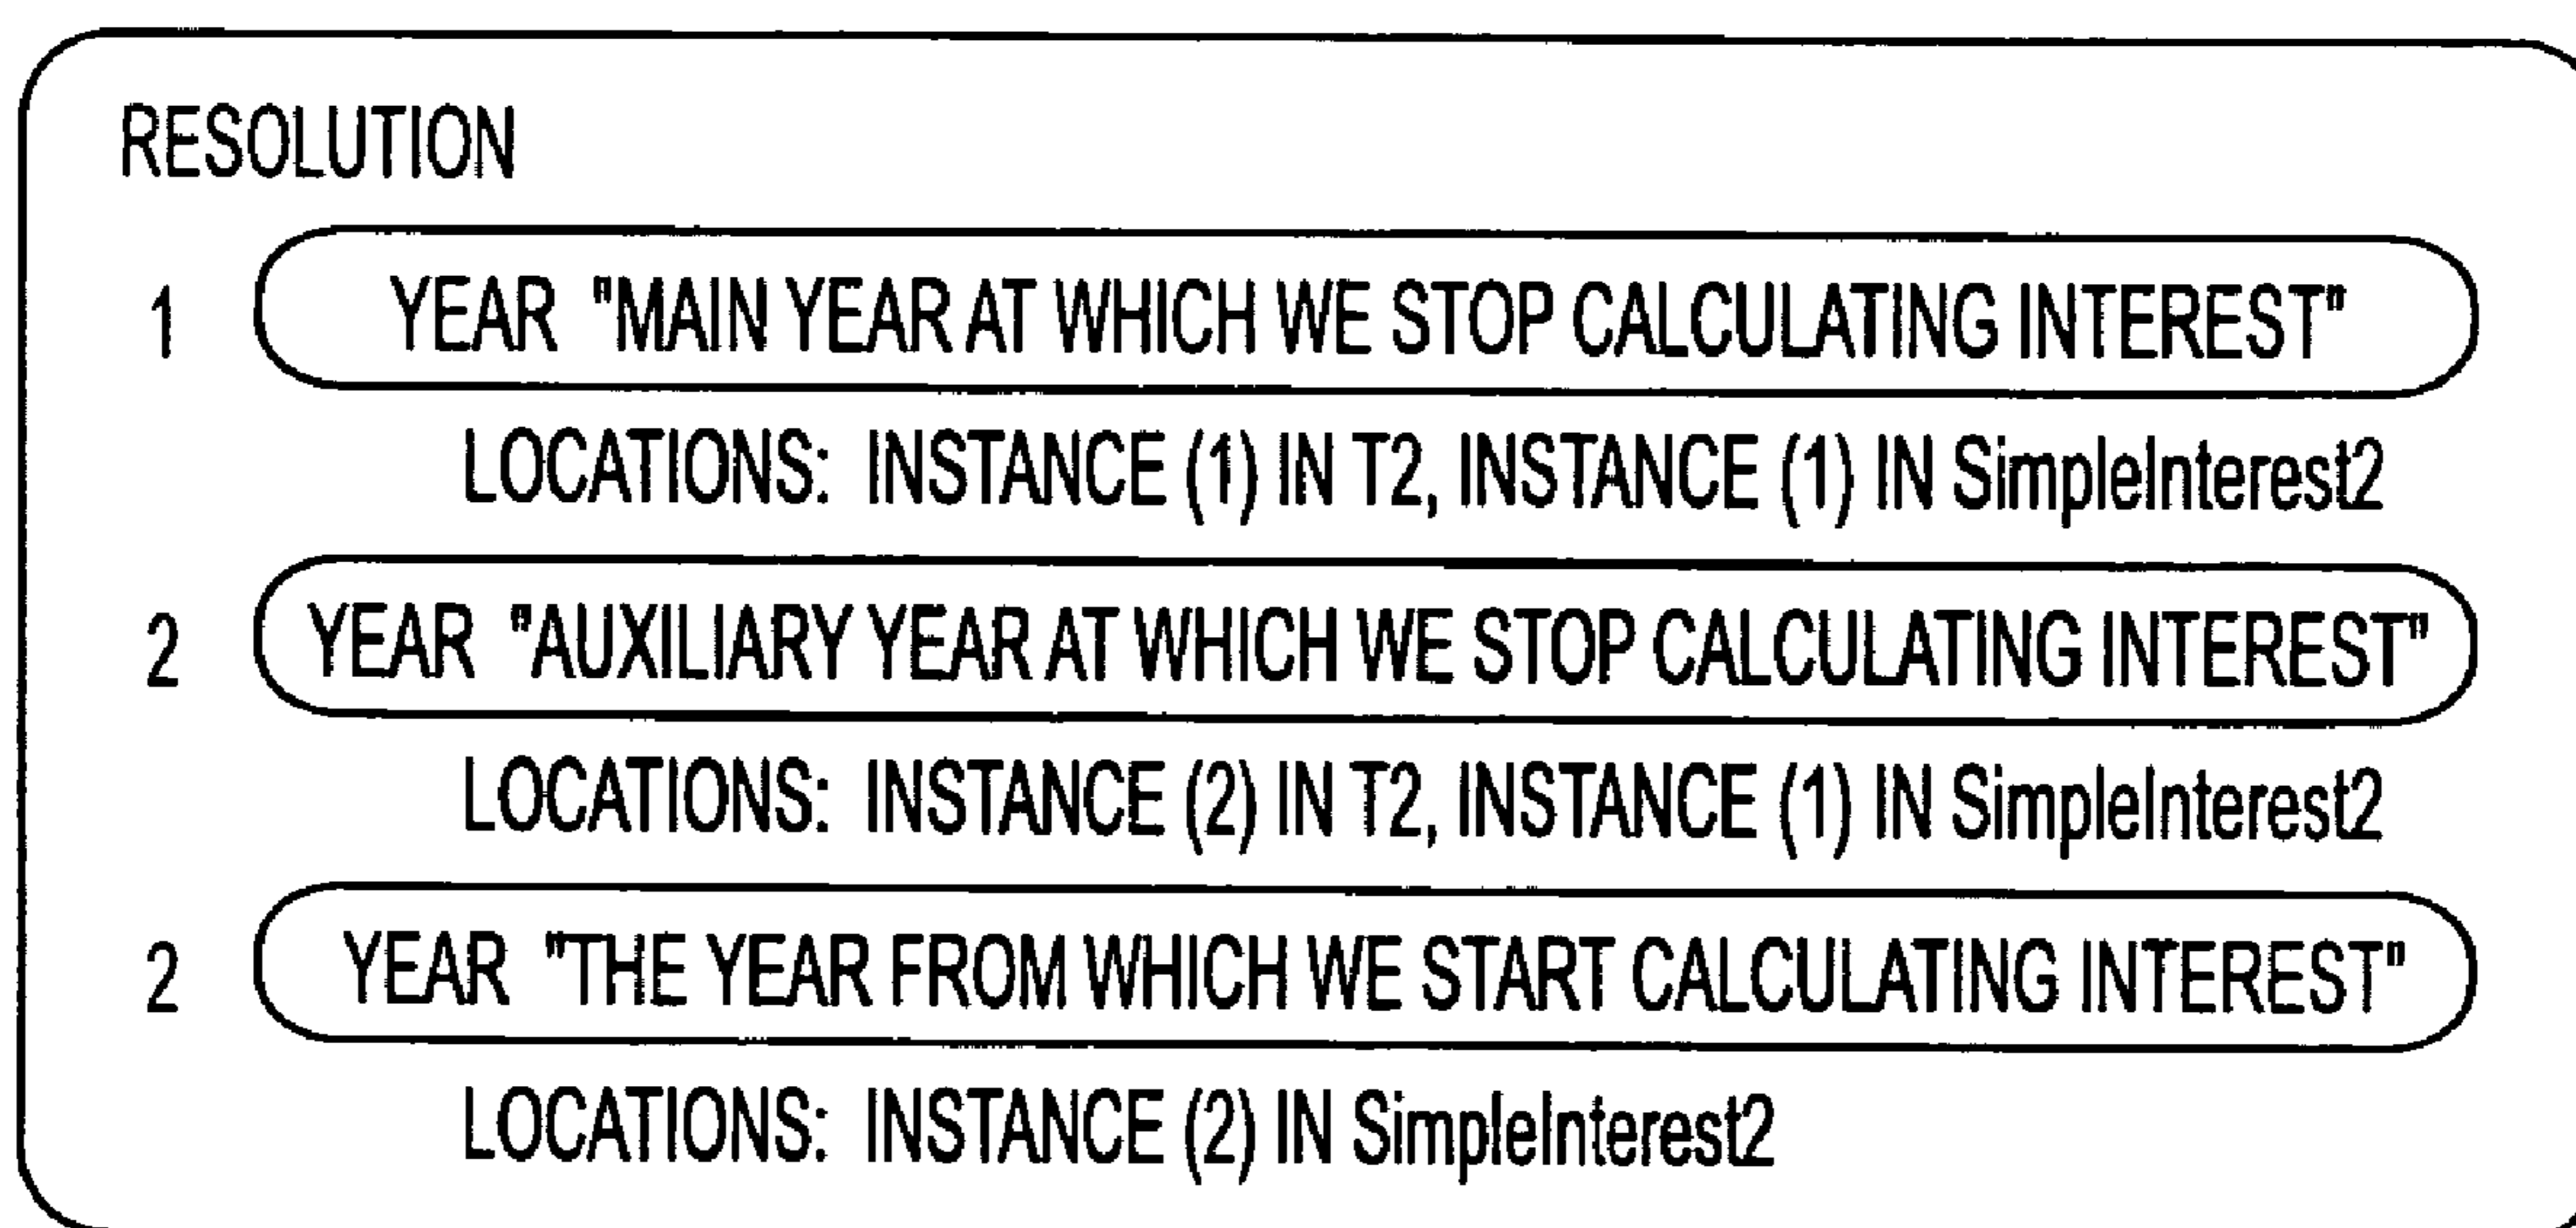 RESOLUTION
1 YEAR "MAIN YEAR AT WHICH WE STOP CALCULATING INTEREST"
LOCATIONS: INSTANCE (1) IN T2, INSTANCE (1) IN SimpleInterest2
2 YEAR "AUXILIARY YEAR AT WHICH WE STOP CALCULATING INTEREST"
LOCATIONS: INSTANCE (2) IN T2, INSTANCE (1) IN SimpleInterest2
2 YEAR "THE YEAR FROM WHICH WE START CALCULATING INTEREST"
LOCATIONS: INSTANCE (2) IN SimpleInterest2